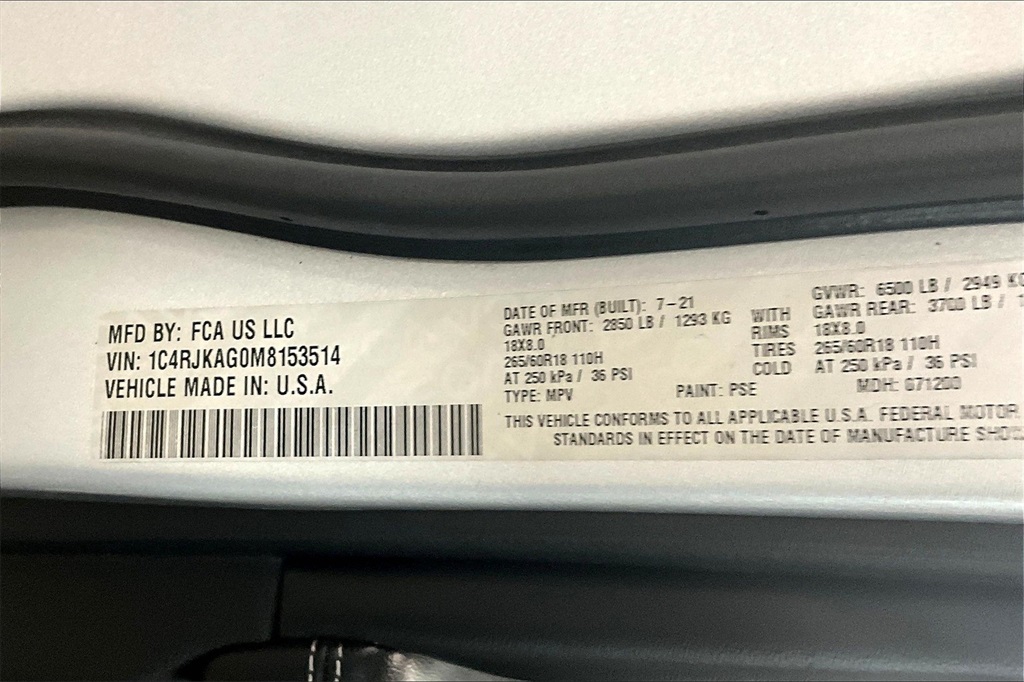 MFD BY: FCA US LLC
VIN: 1C4RJKAG0M8153514
VEHICLE MADE IN: U.S.A.
DATE OF MFR (BUILT): 7-21
GVWR: 6500 LB / 2949 KG
GAWR FRONT: 2850 LB / 1293 KG WITH GAWR REAR: 3700 LB /
18X8.0 RIMS 18X8.0
265/60R18 110H TIRES 265/60R18 110H
AT 250 kPa / 36 PSI COLD AT 250 kPa / 36 PSI
TYPE: MPV PAINT: PSE MDH: 071200
THIS VEHICLE CONFORMS TO ALL APPLICABLE U.S.A. FEDERAL MOTOR
STANDARDS IN EFFECT ON THE DATE OF MANUFACTURE